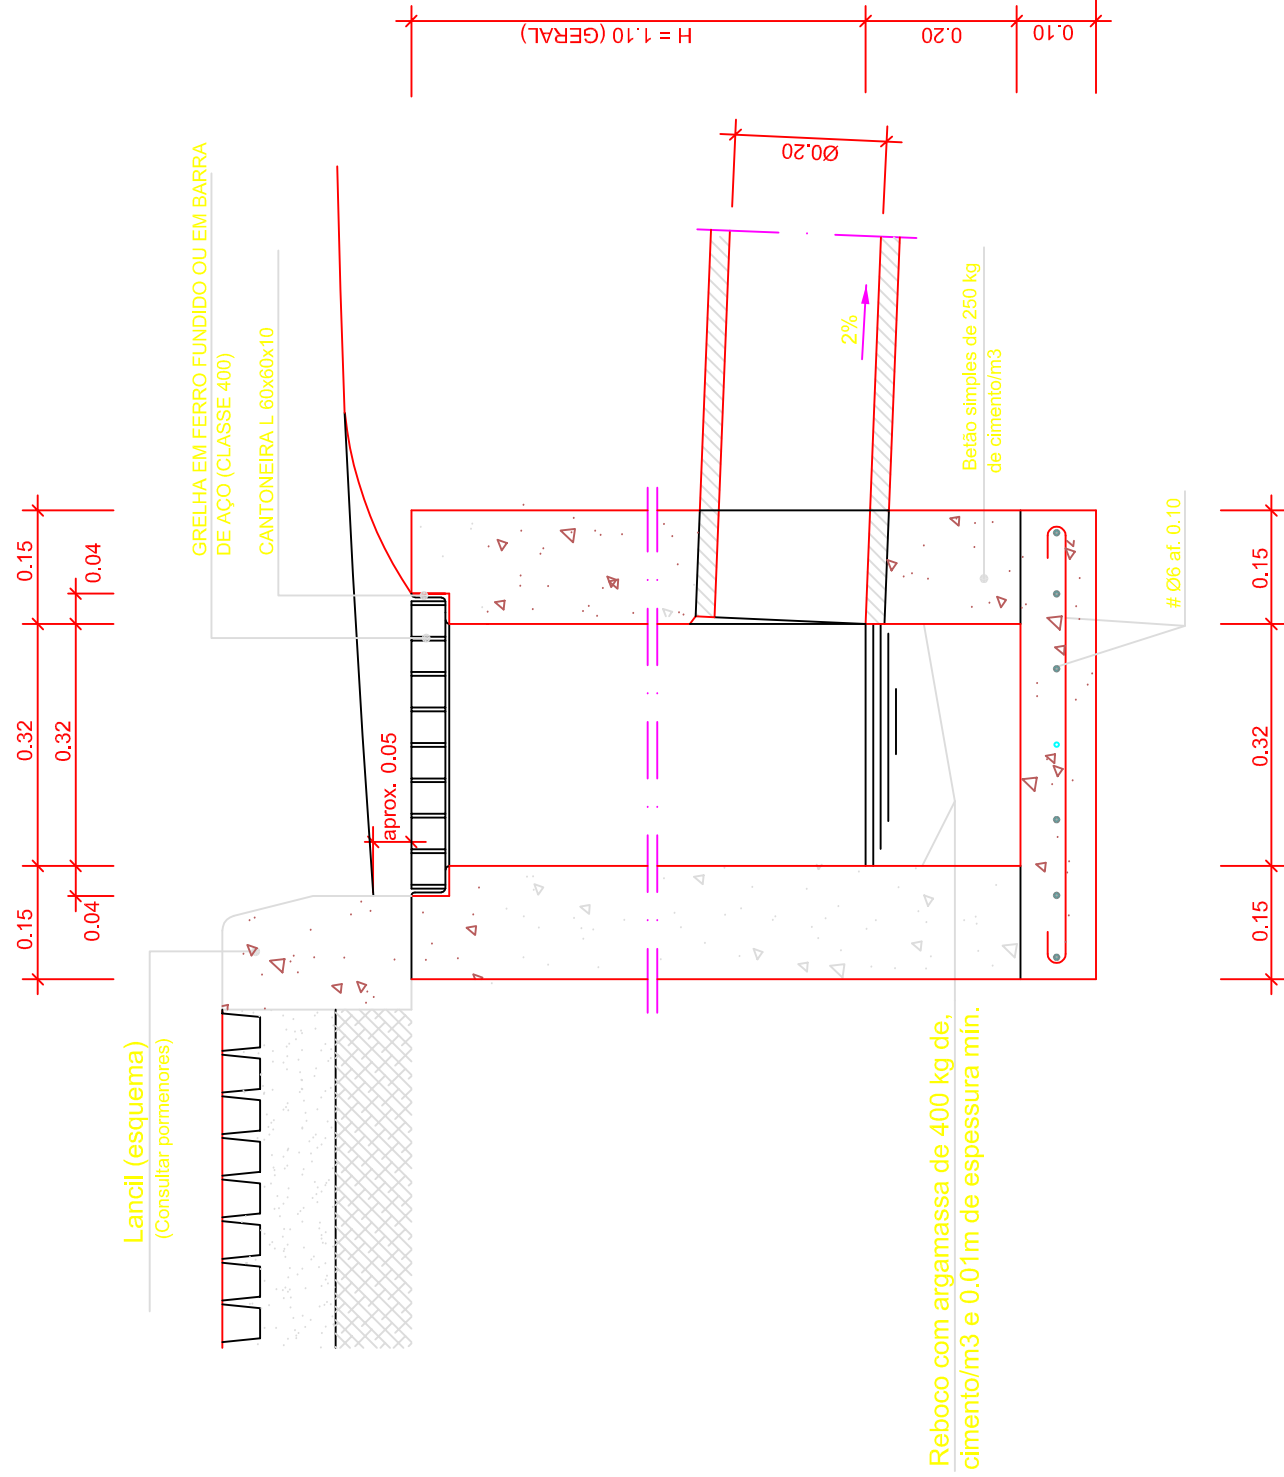 H = 1.10 (GERAL)
0.20
0.10
Ø0.20
GRELHA EM FERRO FUNDIDO OU EM BARRA
DE AÇO (CLASSE 400)
CANTONEIRA L 60x60x10
2%
Betão simples de 250 kg
de cimento/m3
# Ø6 af. 0.10
0.15
0.04
0.32
0.32
0.15
0.04
aprox. 0.05
0.15
0.32
0.15
Lancil (esquema)
(Consultar pormenores)
Reboco com argamassa de 400 kg de,
cimento/m3 e 0.01m de espessura min.